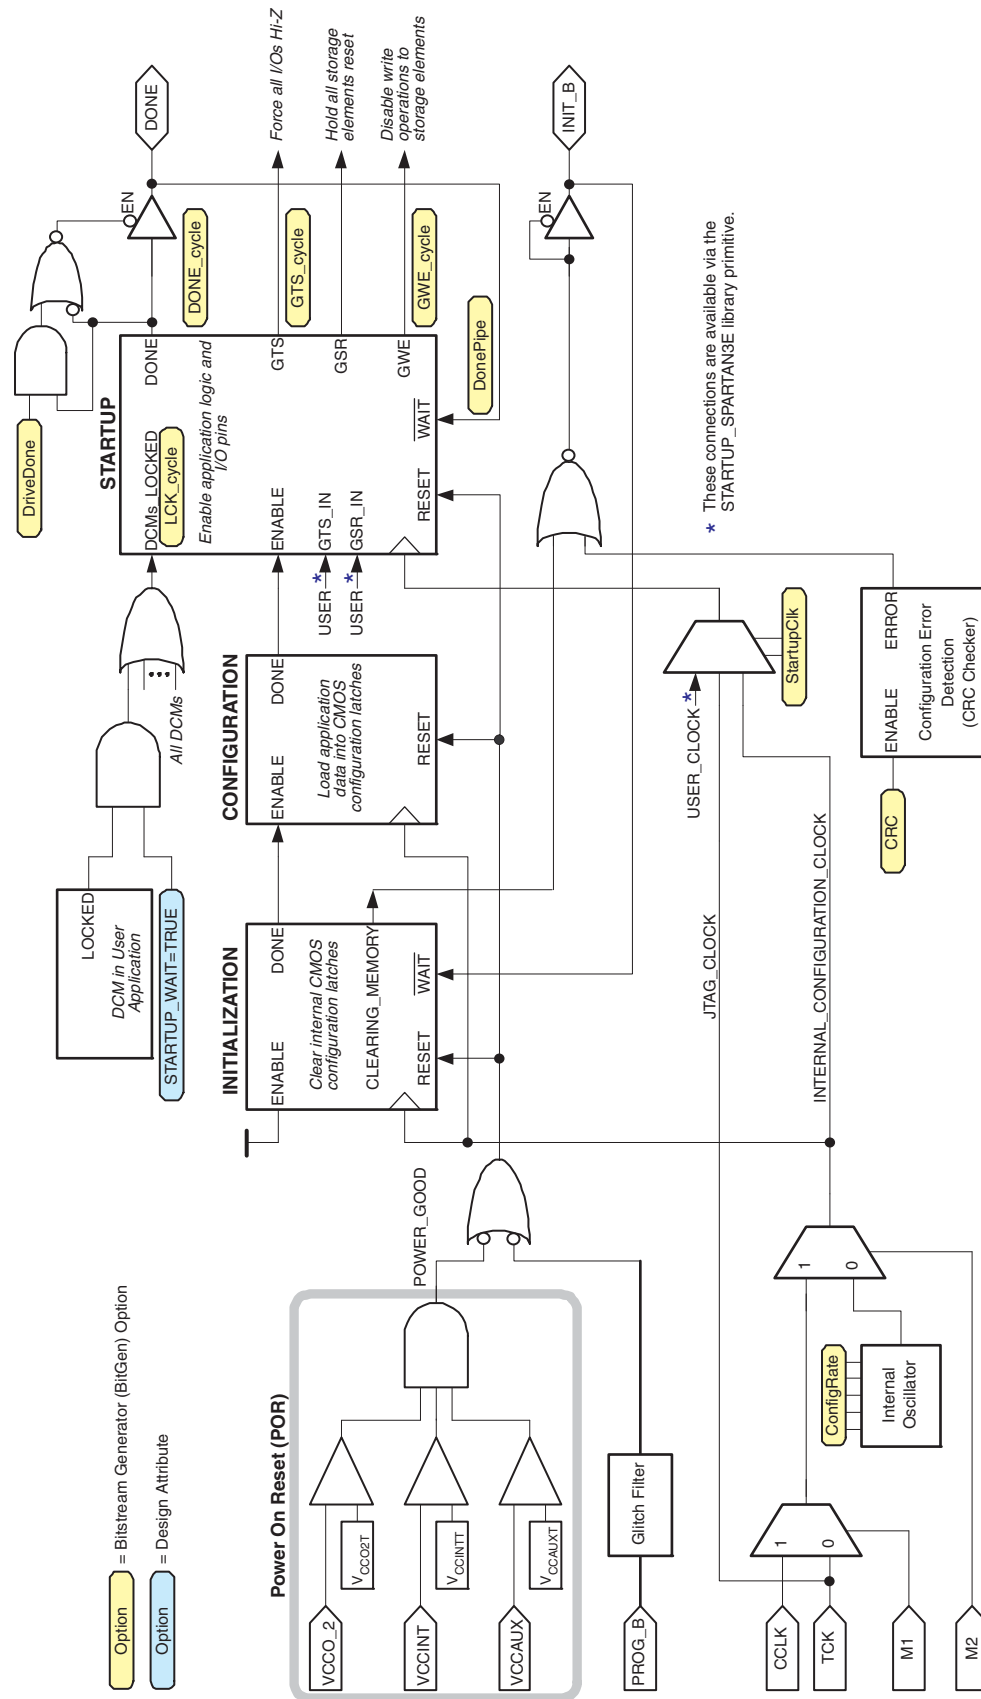 Option
= Bitstream Generator (BitGen) Option
Option
= Design Attribute
Power On Reset (POR)
VCCO_2
VCCO2T
VCCINT
VCCINTT
VCCAUX
VCCAUXT
POWER_GOOD
PROG_B
Glitch Filter
CCLK
TCK
M1
M2
1
0
ConfigRate
Internal
Oscillator
1
0
DCM in User
Application
LOCKED
STARTUP_WAIT=TRUE
All DCMs
INITIALIZATION
ENABLE
DONE
Clear internal CMOS
configuration latches
CLEARING_MEMORY
RESET
WAIT
CONFIGURATION
ENABLE
DONE
Load application
data into CMOS
configuration latches
RESET
STARTUP
DCMs_LOCKED
LCK_cycle
DONE
Enable application logic and
I/O pins
ENABLE
GTS
USER
*
GTS_IN
USER
*
GSR_IN
GSR
GWE
RESET
WAIT
DriveDone
EN
DONE
DONE_cycle
GTS_cycle
Force all I/Os Hi-Z
Hold all storage
elements reset
GWE_cycle
Disable write
operations to
storage elements
DonePipe
EN
INIT_B
USER_CLOCK
*
JTAG_CLOCK
INTERNAL_CONFIGURATION_CLOCK
StartupClk
* These connections are available via the
STARTUP_SPARTAN3E library primitive.
CRC
ENABLE
ERROR
Configuration Error
Detection
(CRC Checker)